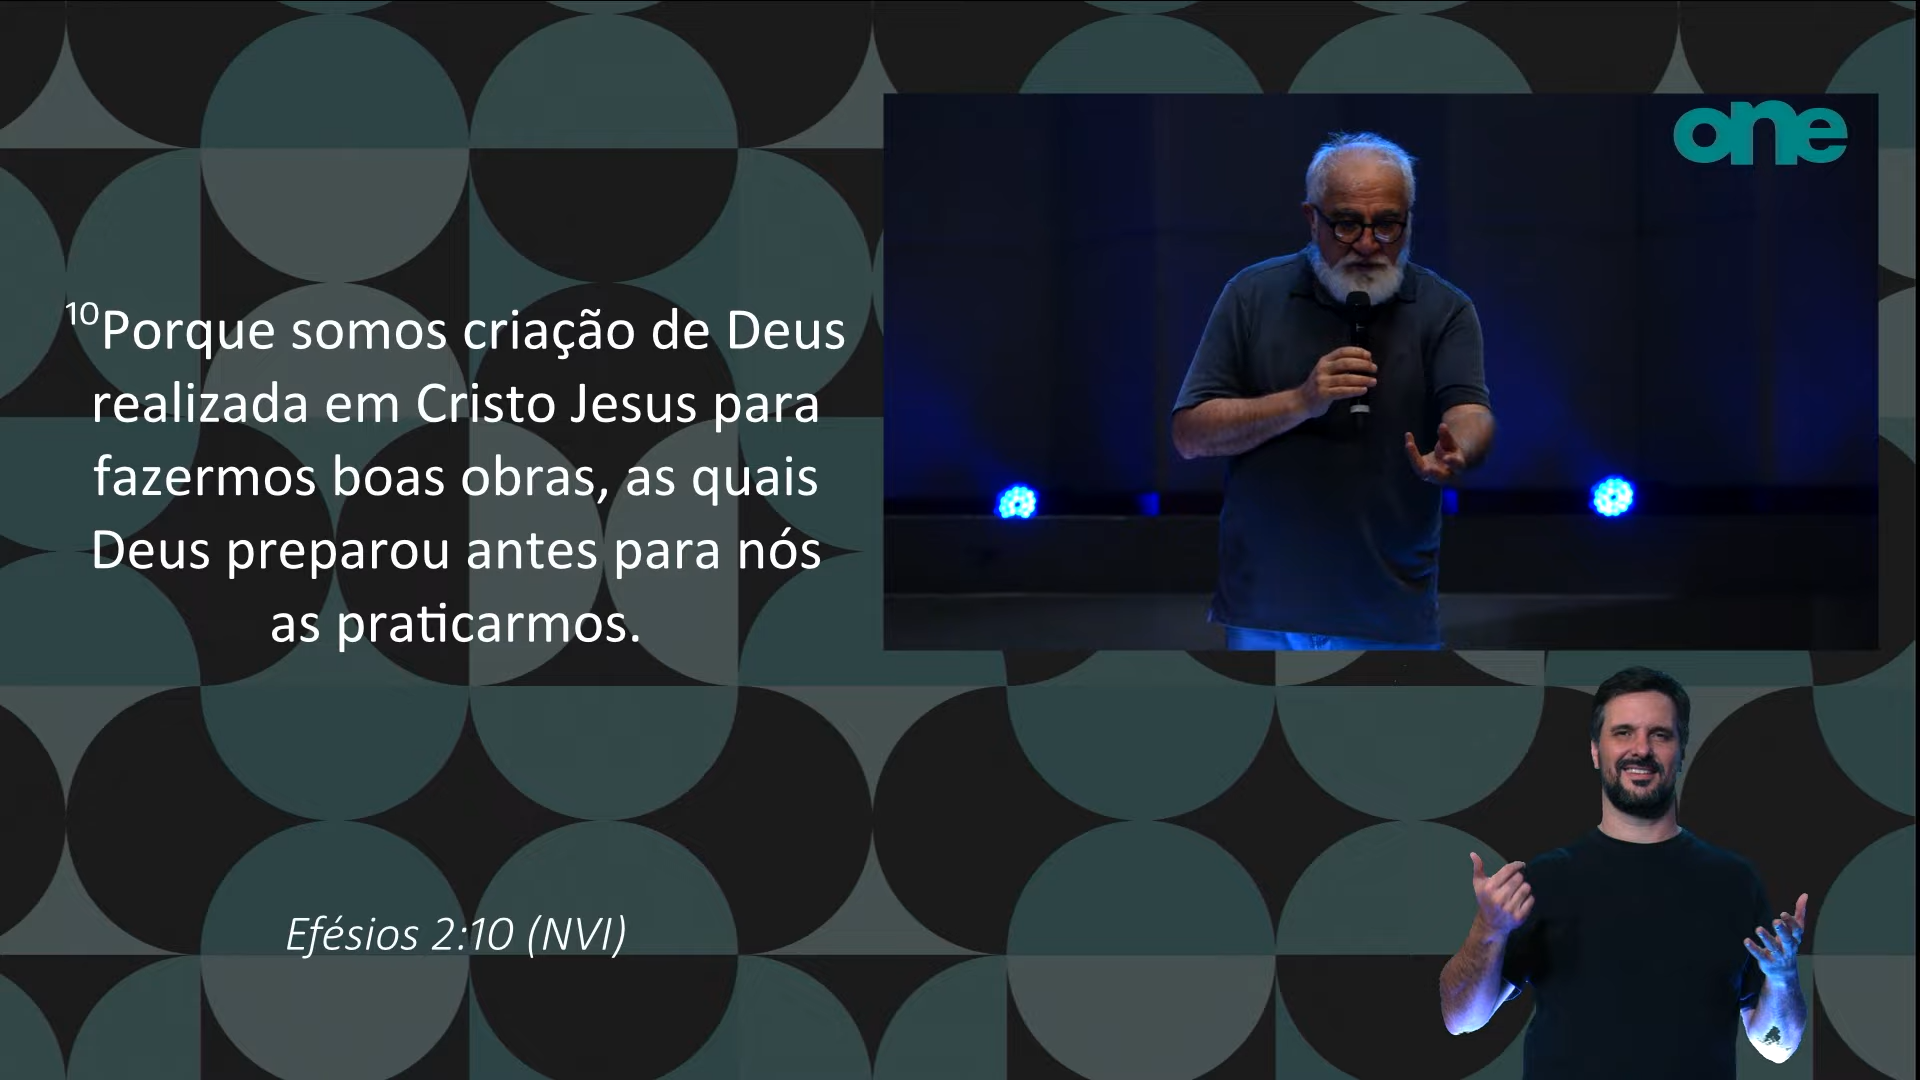 ¹⁰Porque somos criação de Deus
realizada em Cristo Jesus para
fazermos boas obras, as quais
Deus preparou antes para nós
as praticarmos.
Efésios 2:10 (NVI)
one